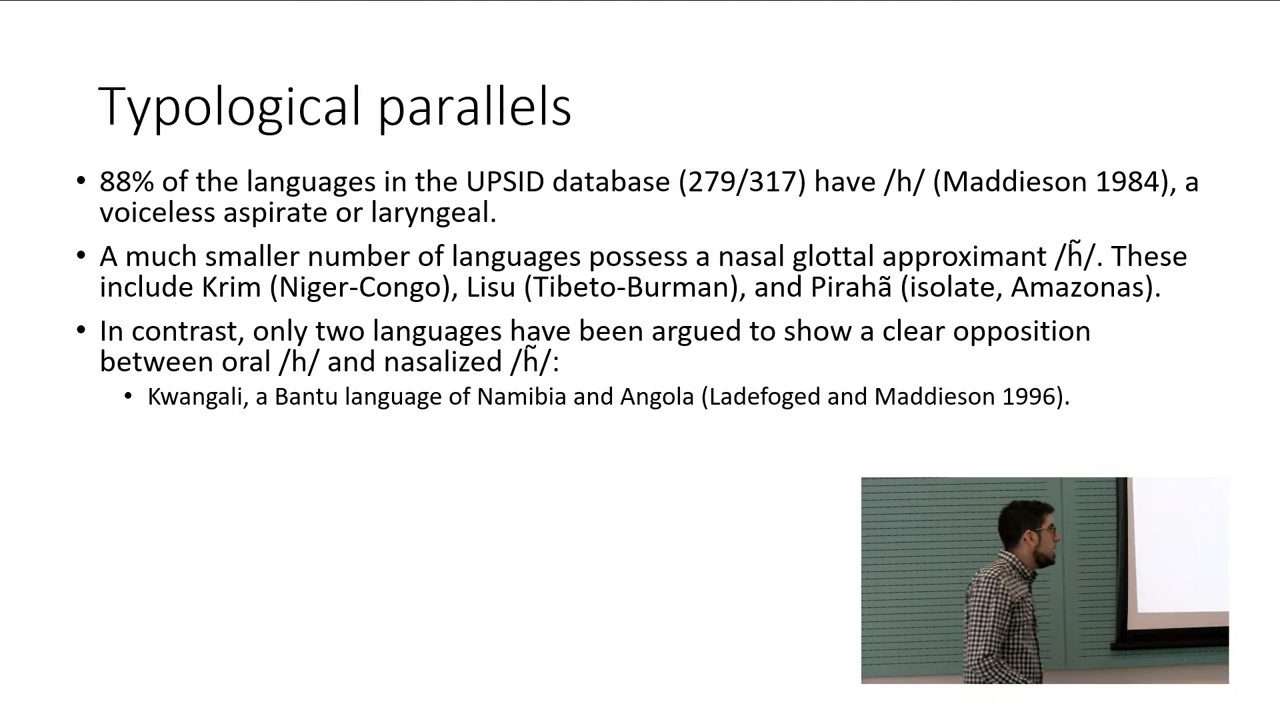 Typological parallels
• 88% of the languages in the UPSID database (279/317) have /h/ (Maddieson 1984), a
voiceless aspirate or laryngeal.
• A much smaller number of languages possess a nasal glottal approximant /h̃/. These
include Krim (Niger-Congo), Lisu (Tibeto-Burman), and Pirahã (isolate, Amazonas).
• In contrast, only two languages have been argued to show a clear opposition
between oral /h/ and nasalized /h̃/:
• Kwangali, a Bantu language of Namibia and Angola (Ladefoged and Maddieson 1996).